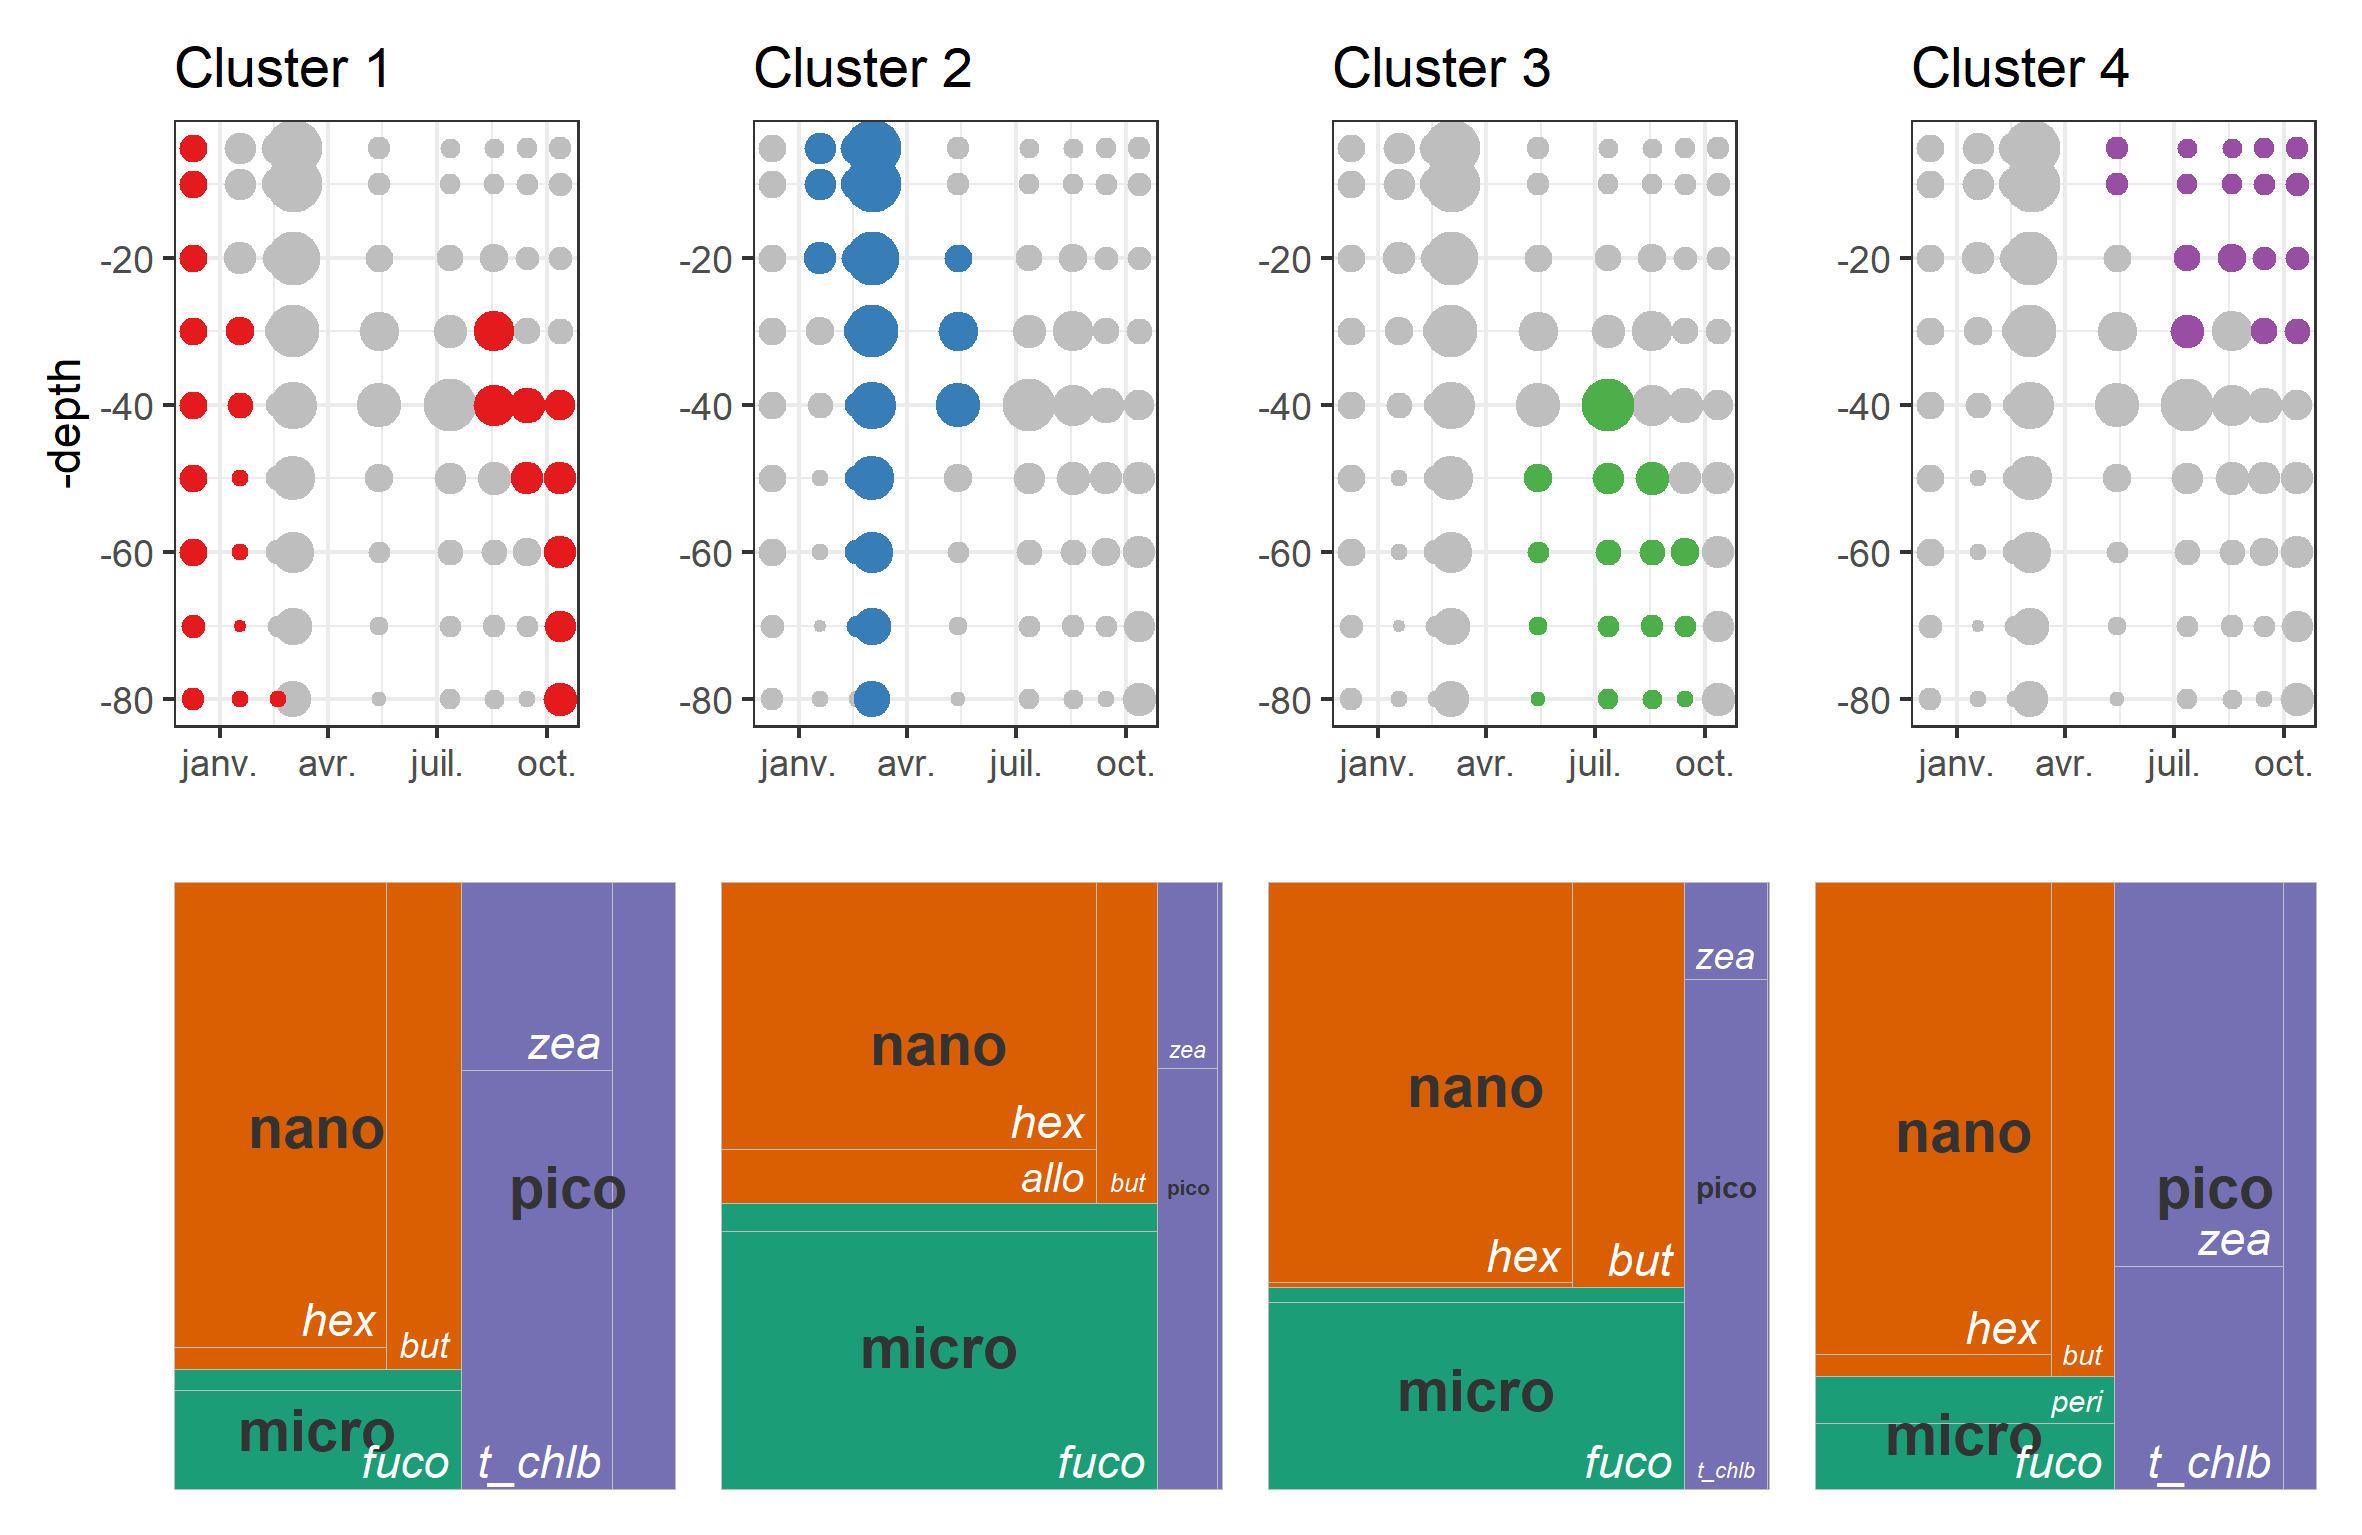 Cluster 1 Cluster 2 Cluster 3 Cluster 4
-depth
-20 -20 -20 -20
-40 -40 -40 -40
-60 -60 -60 -60
-80 -80 -80 -80
janv. avr. juil. oct. janv. avr. juil. oct. janv. avr. juil. oct. janv. avr. juil. oct.
nano
hex
but
micro
fuco
zea
pico
t_chlb
nano
hex
allo
but
micro
fuco
zea
pico
nano
hex
but
micro
fuco
zea
pico
t_chlb
nano
hex
but
peri
micro
fuco
pico
zea
t_chlb